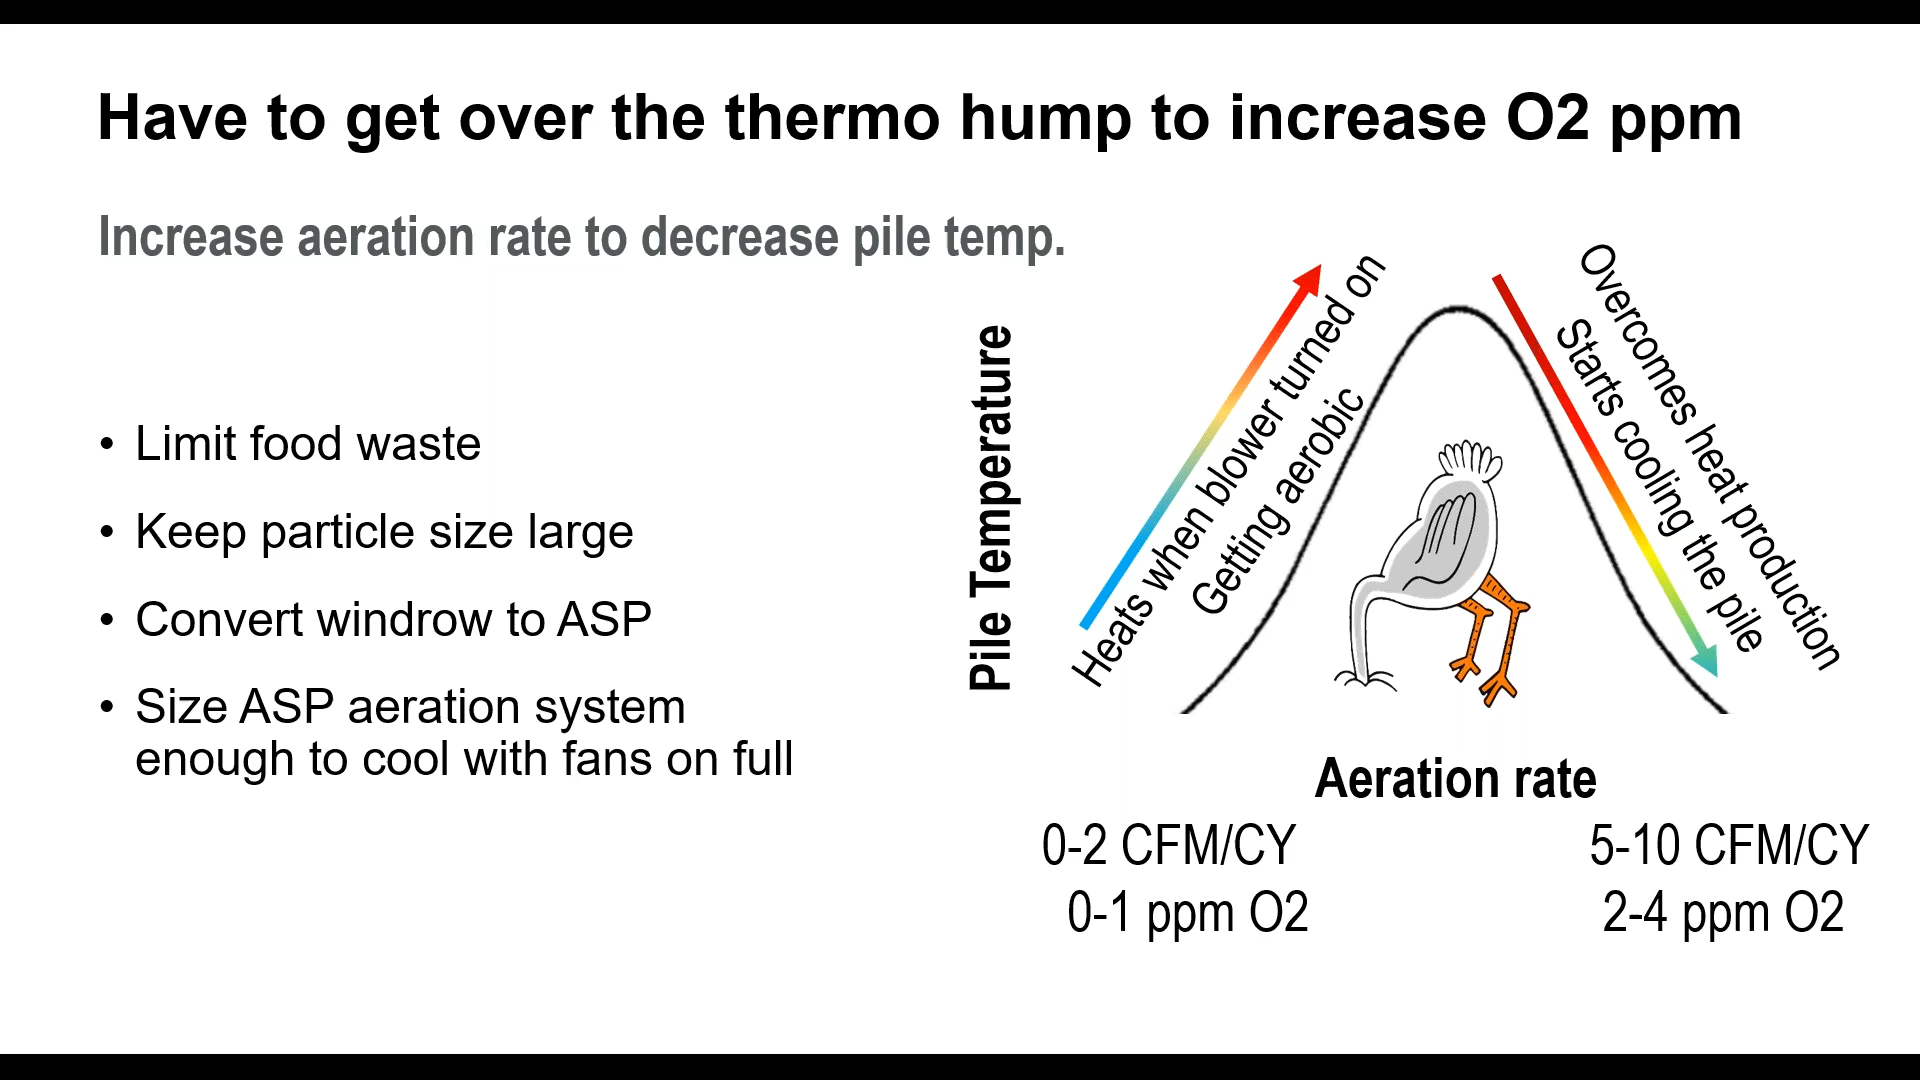 Have to get over the thermo hump to increase O2 ppm
Increase aeration rate to decrease pile temp.
• Limit food waste
• Keep particle size large
• Convert windrow to ASP
• Size ASP aeration system
enough to cool with fans on full
Pile Temperature
Heats when blower turned on
Getting aerobic
Overcomes heat production
Starts cooling the pile
Aeration rate
0-2 CFM/CY
5-10 CFM/CY
0-1 ppm O2
2-4 ppm O2